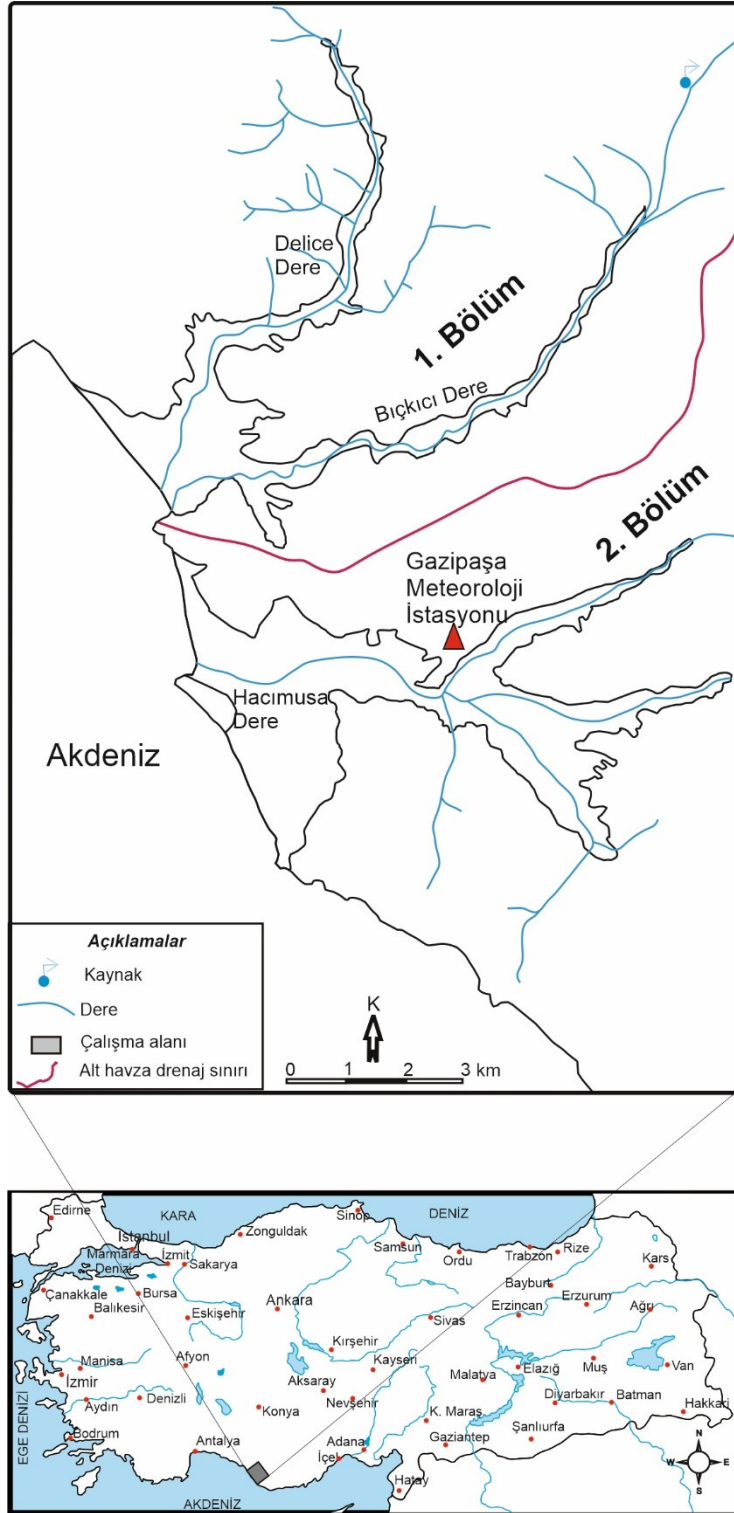 Delice
Dere
1. Bölüm
Bıçkıcı Dere
2. Bölüm
Gazipaşa
Meteoroloji
İstasyonu
Hacımusa
Dere
Akdeniz
Açıklamalar
Kaynak
Dere
Çalışma alanı
Alt havza drenaj sınırı
K
0 1 2 3 km
Edirne
KARA
DENİZ
Sinop
İstanbul
Zonguldak
Samsun
Ordu
Trabzon
Rize
Marmara
Denizi
İzmit
Sakarya
Kars
Bayburt
Çanakkale
Bursa
Balıkesir
Eskişehir
Ankara
Sivas
Erzincan
Erzurum
Ağrı
Kırşehir
Manisa
Afyon
Kayseri
Malatya
Elazığ
Muş
Van
İzmir
Aksaray
Nevşehir
Aydın
Denizli
Konya
K. Maraş
Diyarbakır
Batman
Hakkari
Bodrum
Antalya
Adana
İçel
Gaziantep
Şanlıurfa
Hatay
EGE DENİZİ
AKDENİZ
N
W
E
S